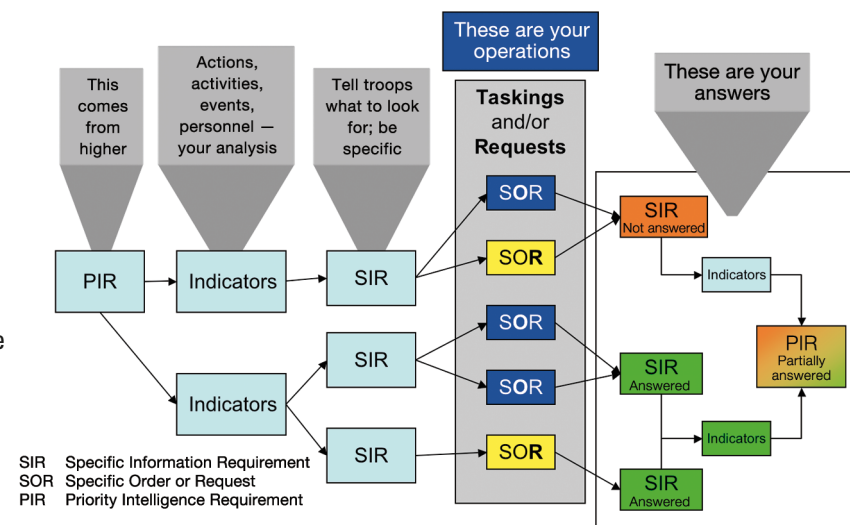 These are your
operations
This
comes
from
higher
Actions,
activities,
events,
personnel —
your analysis
Tell troops
what to look
for; be
specific
These are your
answers
Taskings
and/or
Requests
SOR
SIR
Not answered
PIR
Indicators
SIR
SOR
Indicators
SOR
PIR
Partially
answered
e
SIR
SOR
SIR
Answered
Indicators
Indicators
SIR
SOR
SIR
Answered
SIR Specific Information Requirement
SOR Specific Order or Request
PIR Priority Intelligence Requirement